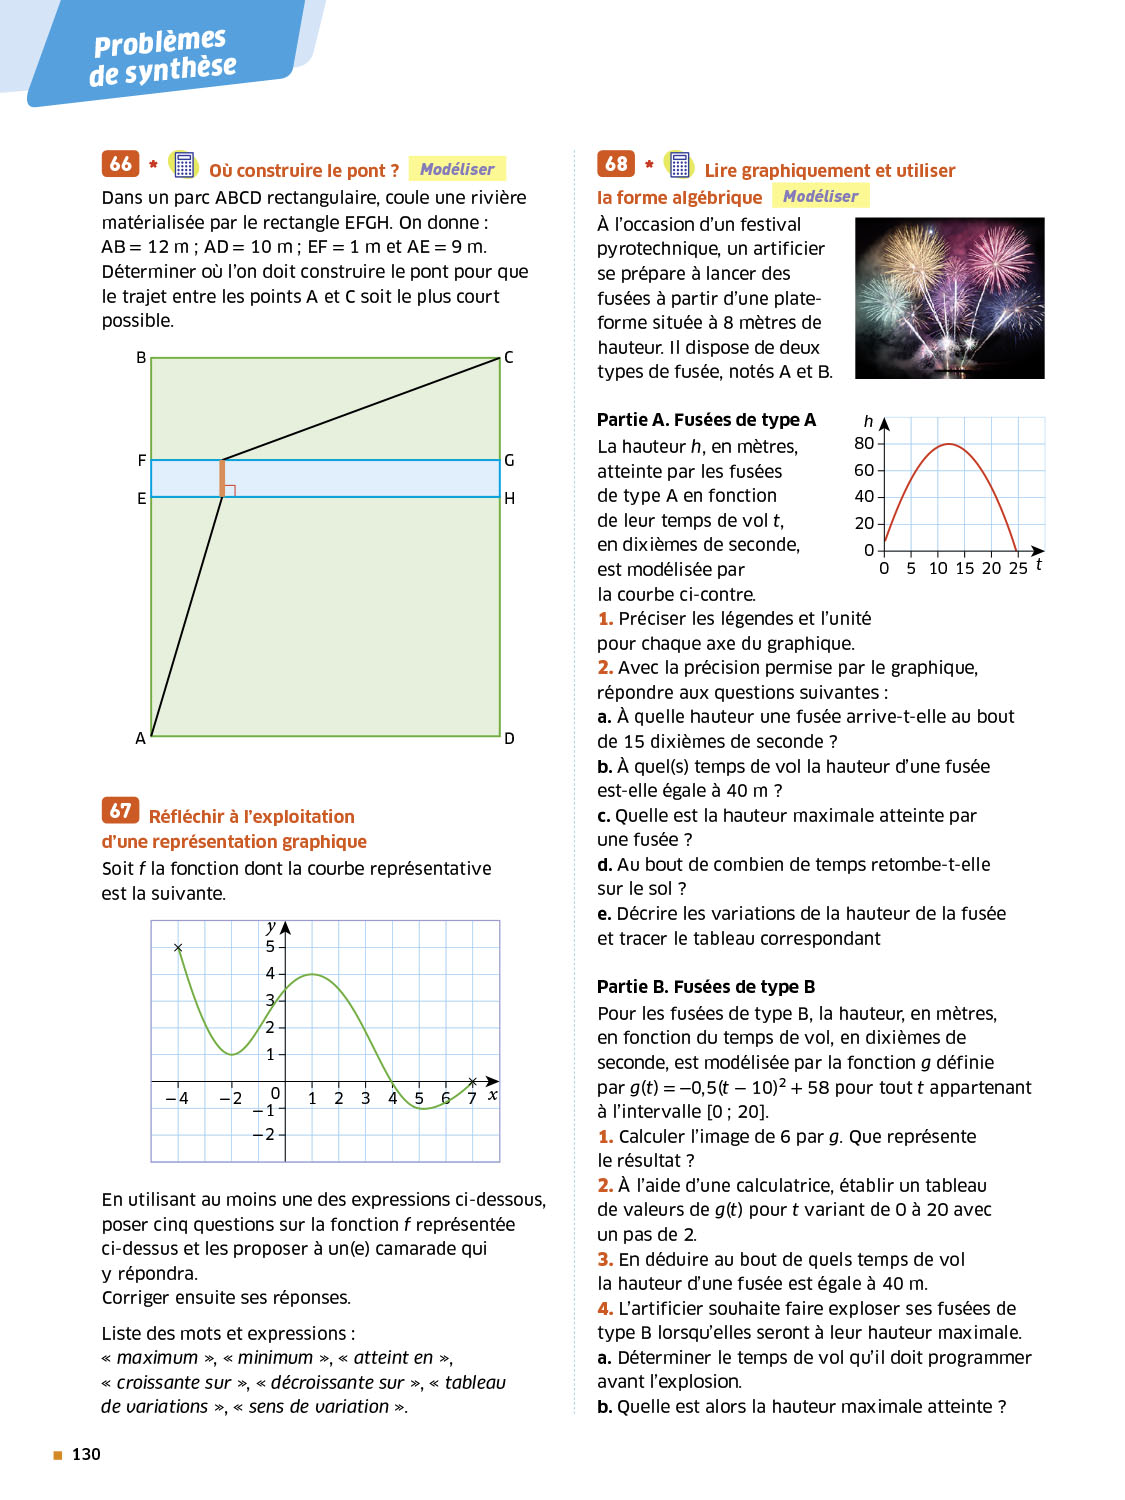 Problèmes
de synthèse
66 * Où construire le pont ? Modéliser
Dans un parc ABCD rectangulaire, coule une rivière
matérialisée par le rectangle EFGH. On donne :
AB = 12 m ; AD = 10 m ; EF = 1 m et AE = 9 m.
Déterminer où l'on doit construire le pont pour que
le trajet entre les points A et C soit le plus court
possible.
B C
F G
E H
A D
67 Réfléchir à l'exploitation
d'une représentation graphique
Soit f la fonction dont la courbe représentative
est la suivante.
y
5
4
3
2
1
−4 −2 0 1 2 3 4 5 6 7 x
−1
−2
En utilisant au moins une des expressions ci-dessous,
poser cinq questions sur la fonction f représentée
ci-dessus et les proposer à un(e) camarade qui
y répondra.
Corriger ensuite ses réponses.
Liste des mots et expressions :
« maximum », « minimum », « atteint en »,
« croissante sur », « décroissante sur », « tableau
de variations », « sens de variation ».
68 * Lire graphiquement et utiliser
la forme algébrique Modéliser
À l'occasion d'un festival
pyrotechnique, un artificier
se prépare à lancer des
fusées à partir d'une plate-
forme située à 8 mètres de
hauteur. Il dispose de deux
types de fusée, notés A et B.
Partie A. Fusées de type A
La hauteur h, en mètres,
atteinte par les fusées
de type A en fonction
de leur temps de vol t,
en dixièmes de seconde,
est modélisée par
la courbe ci-contre.
h
80
60
40
20
0
0 5 10 15 20 25 t
1. Préciser les légendes et l'unité
pour chaque axe du graphique.
2. Avec la précision permise par le graphique,
répondre aux questions suivantes :
a. À quelle hauteur une fusée arrive-t-elle au bout
de 15 dixièmes de seconde ?
b. À quel(s) temps de vol la hauteur d'une fusée
est-elle égale à 40 m ?
c. Quelle est la hauteur maximale atteinte par
une fusée ?
d. Au bout de combien de temps retombe-t-elle
sur le sol ?
e. Décrire les variations de la hauteur de la fusée
et tracer le tableau correspondant
Partie B. Fusées de type B
Pour les fusées de type B, la hauteur, en mètres,
en fonction du temps de vol, en dixièmes de
seconde, est modélisée par la fonction g définie
par g(t) = −0,5(t − 10)² + 58 pour tout t appartenant
à l'intervalle [0 ; 20].
1. Calculer l'image de 6 par g. Que représente
le résultat ?
2. À l'aide d'une calculatrice, établir un tableau
de valeurs de g(t) pour t variant de 0 à 20 avec
un pas de 2.
3. En déduire au bout de quels temps de vol
la hauteur d'une fusée est égale à 40 m.
4. L'artificier souhaite faire exploser ses fusées de
type B lorsqu'elles seront à leur hauteur maximale.
a. Déterminer le temps de vol qu'il doit programmer
avant l'explosion.
b. Quelle est alors la hauteur maximale atteinte ?
130